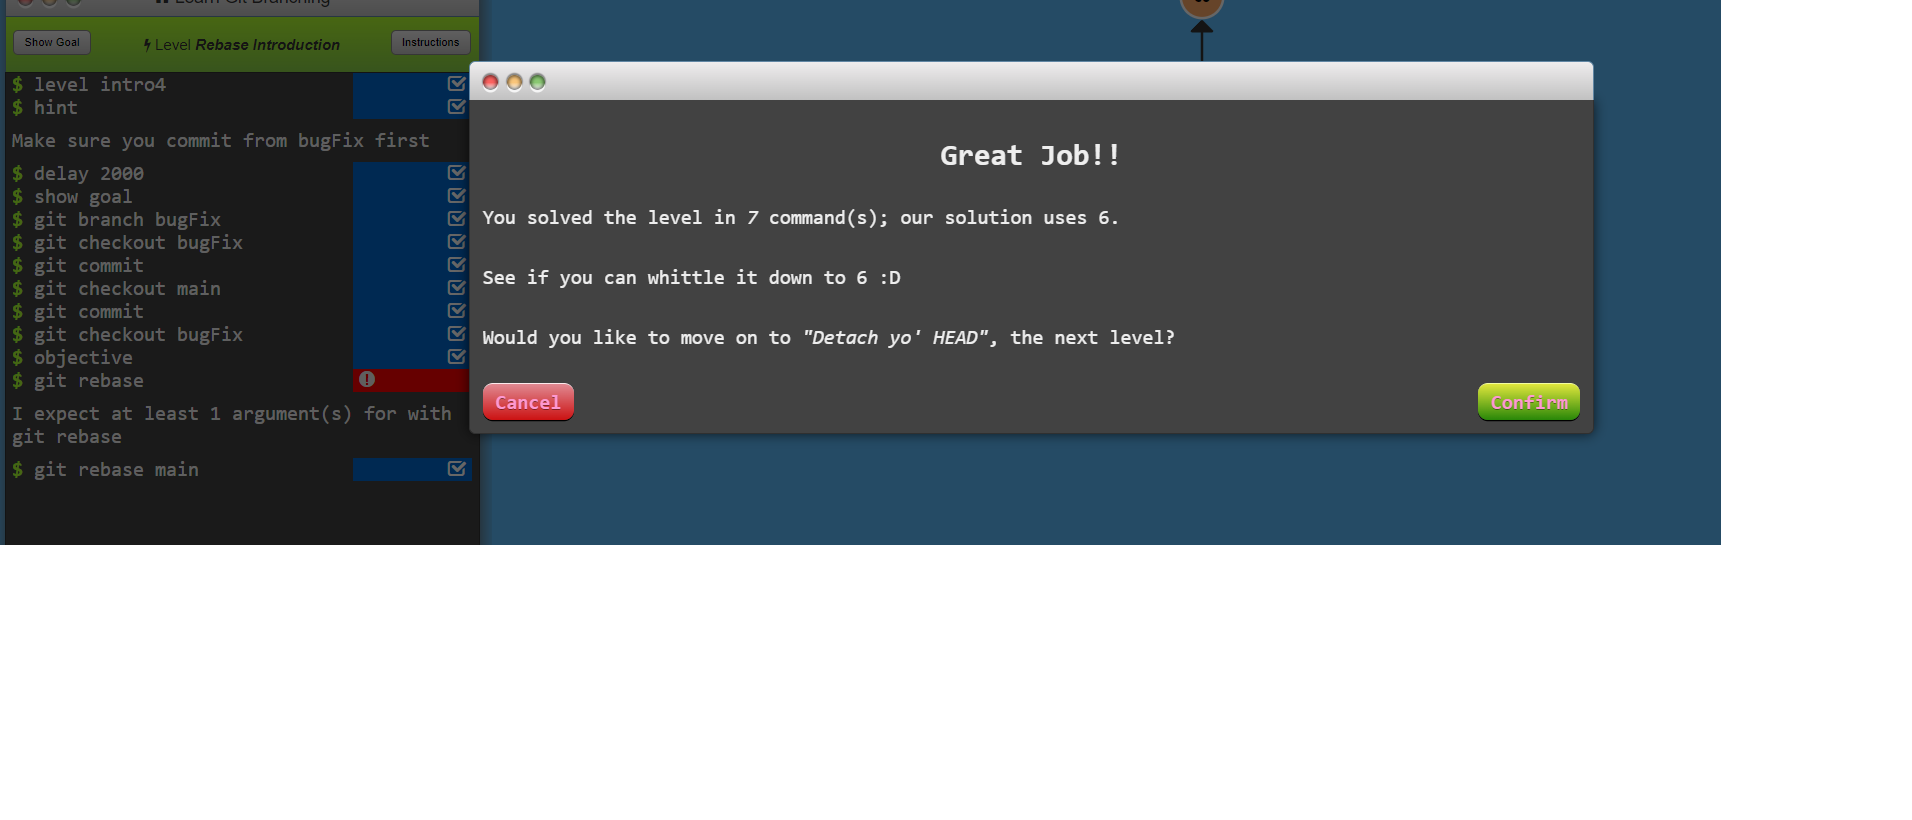 Learn Git Branching
Show Goal
Level Rebase Introduction
Instructions
$ level intro4
$ hint
Make sure you commit from bugFix first
$ delay 2000
$ show goal
$ git branch bugFix
$ git checkout bugFix
$ git commit
$ git checkout main
$ git commit
$ git checkout bugFix
$ objective
$ git rebase
I expect at least 1 argument(s) for with
git rebase
$ git rebase main
Great Job!!
You solved the level in 7 command(s); our solution uses 6.
See if you can whittle it down to 6 :D
Would you like to move on to "Detach yo' HEAD", the next level?
Cancel
Confirm